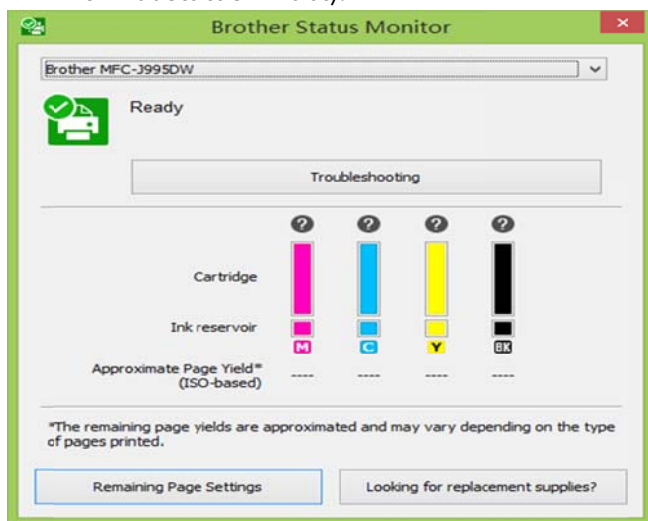 Brother Status Monitor
Brother MFC-J995DW
Ready
Troubleshooting
? ? ? ?
Cartridge
Ink reservoir
M C Y BK
Approximate Page Yield* ---- ---- ---- ----
(ISO-based)
*The remaining page yields are approximated and may vary depending on the type
of pages printed.
Remaining Page Settings Looking for replacement supplies?